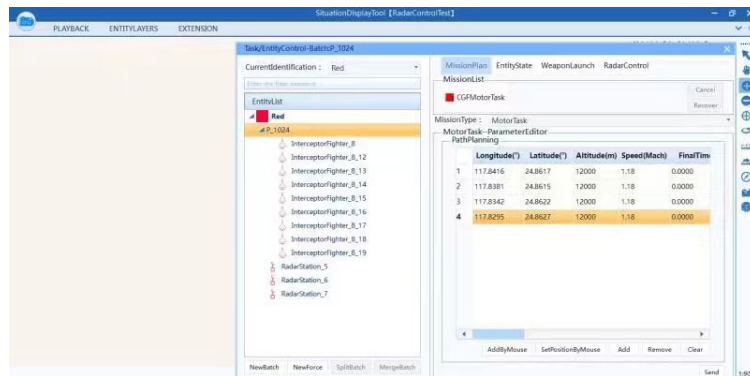 SituationDisplayTool【RadarControlTest】
PLAYBACK ENTITYLAYERS EXTENSION
Task/EntityControl-Batch:P_1024
CurrentIdentification : Red
MissionPlan EntityState WeaponLaunch RadarControl
MissionList
CGFMotorTask
Cancel
Recover
EntityList
Red
P_1024
InterceptorFighter_8
InterceptorFighter_8_12
InterceptorFighter_8_13
InterceptorFighter_8_14
InterceptorFighter_8_15
InterceptorFighter_8_16
InterceptorFighter_8_17
InterceptorFighter_8_18
InterceptorFighter_8_19
RadarStation_5
RadarStation_6
RadarStation_7
NewBatch NewForce SplitBatch MergeBatch
MissionType : MotorTask
MotorTask--ParameterEditor
PathPlanning
Longitude(°) Latitude(°) Altitude(m) Speed(Mach) FinalTim
1 117.8416 24.8617 12000 1.18 0.0000
2 117.8381 24.8615 12000 1.18 0.0000
3 117.8342 24.8622 12000 1.18 0.0000
4 117.8295 24.8627 12000 1.18 0.0000
AddByMouse SetPositionByMouse Add Remove Clear
Send